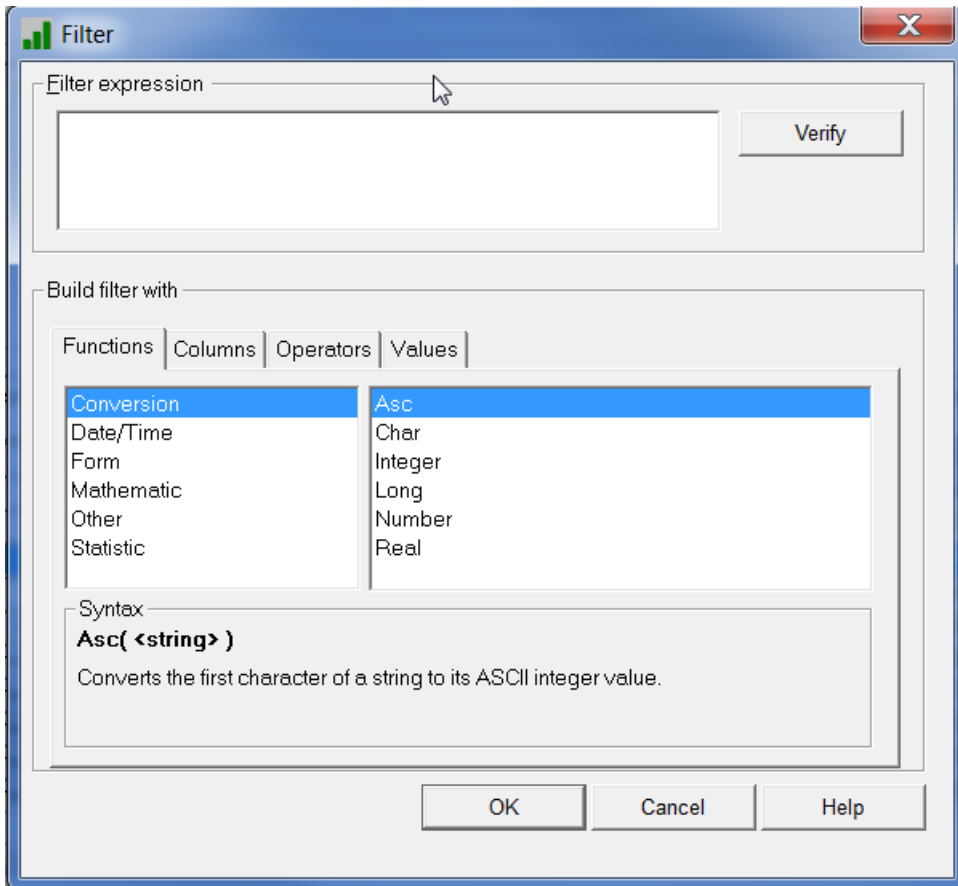 Filter
Filter expression
Verify
Build filter with
Functions Columns Operators Values
Conversion
Date/Time
Form
Mathematic
Other
Statistic
Asc
Char
Integer
Long
Number
Real
Syntax
Asc( <string> )
Converts the first character of a string to its ASCII integer value.
OK Cancel Help